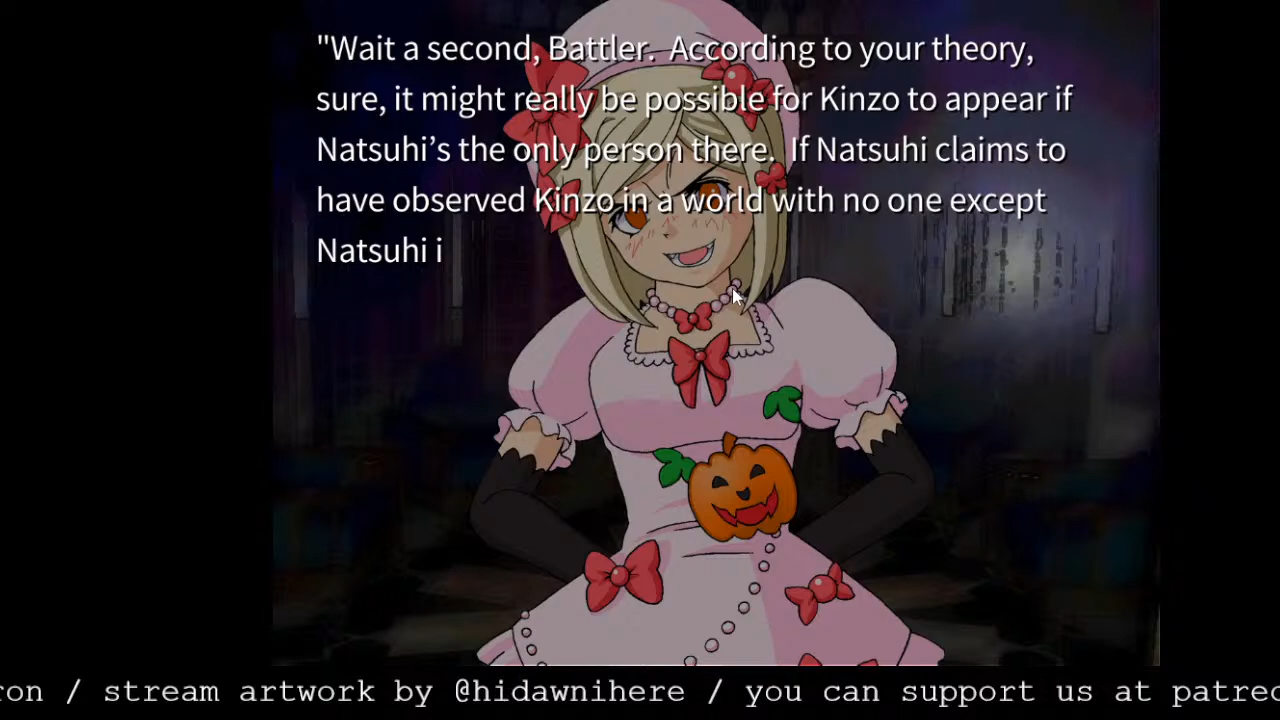 "Wait a second, Battler.  According to your theory,
sure, it might really be possible for Kinzo to appear if
Natsuhi’s the only person there.  If Natsuhi claims to
have observed Kinzo in a world with no one except
Natsuhi i
ron / stream artwork by @hidawnihere / you can support us at patreo